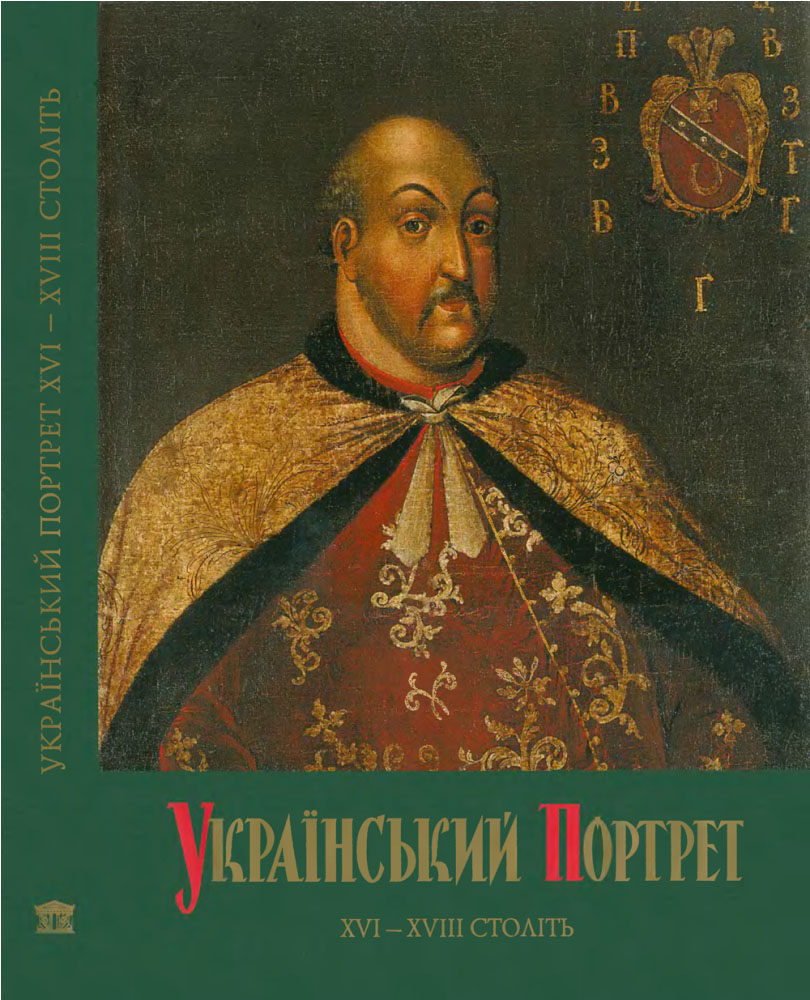 УКРАЇНСЬКИЙ ПОРТРЕТ XVI – XVIII СТОЛІТЬ
П В
В З
З Т
В Г
Г
УКРАЇНСЬКИЙ ПОРТРЕТ
XVI – XVIII СТОЛІТЬ